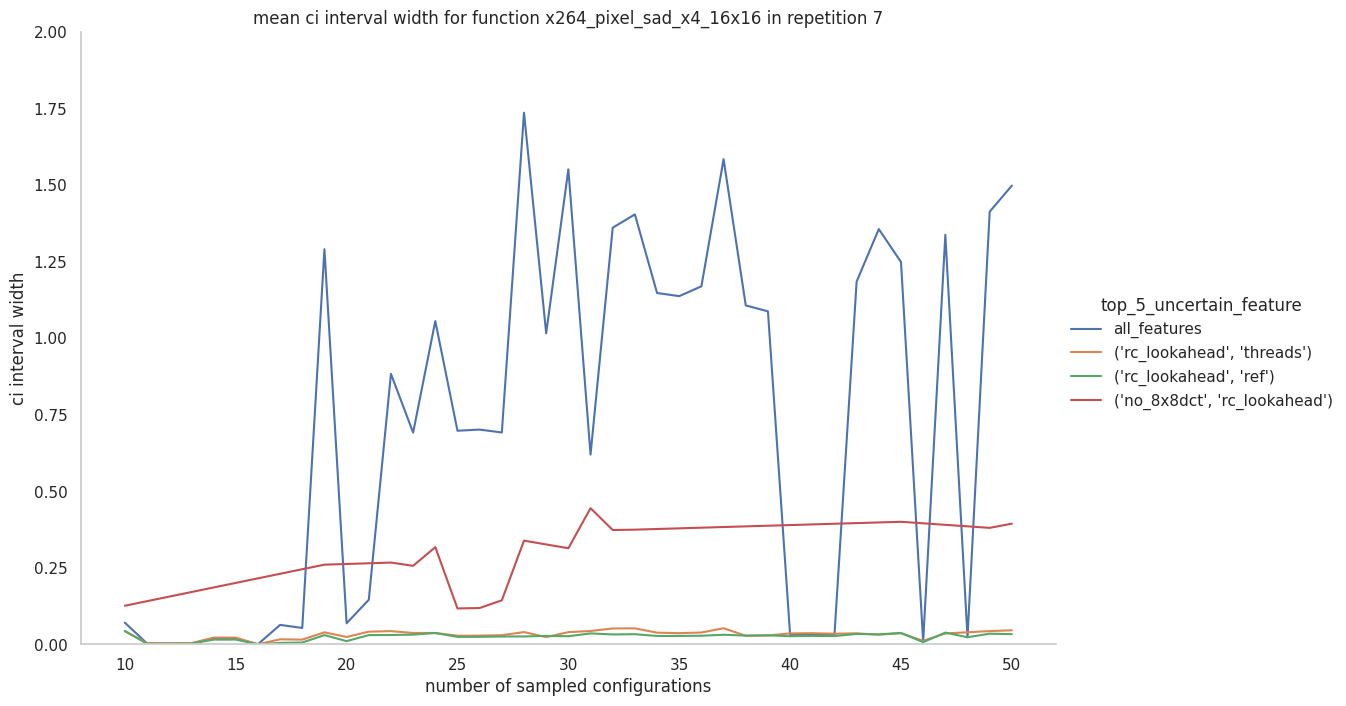 mean ci interval width for function x264_pixel_sad_x4_16x16 in repetition 7
2.00
1.75
1.50
1.25
1.00
0.75
0.50
0.25
0.00
ci interval width
10 15 20 25 30 35 40 45 50
number of sampled configurations
top_5_uncertain_feature
all_features
('rc_lookahead', 'threads')
('rc_lookahead', 'ref')
('no_8x8dct', 'rc_lookahead')